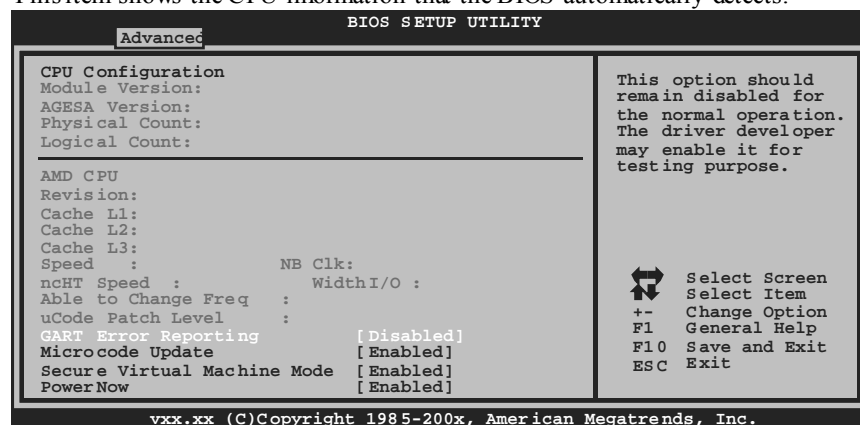 This item shows the CPU information that the BIOS automatically detects.
BIOS SETUP UTILITY
Advanced
CPU Configuration
Module Version:
AGESA Version:
Physical Count:
Logical Count:
AMD CPU
Revision:
Cache L1:
Cache L2:
Cache L3:
Speed : NB Clk:
ncHT Speed : WidthI/O :
Able to Change Freq :
uCode Patch Level :
GART Error Reporting [Disabled]
Microcode Update [Enabled]
Secure Virtual Machine Mode [Enabled]
PowerNow [Enabled]
This option should
remain disabled for
the normal operation.
The driver developer
may enable it for
testing purpose.
Select Screen
Select Item
+- Change Option
F1 General Help
F10 Save and Exit
ESC Exit
vxx.xx (C)Copyright 1985-200x, American Megatrends, Inc.